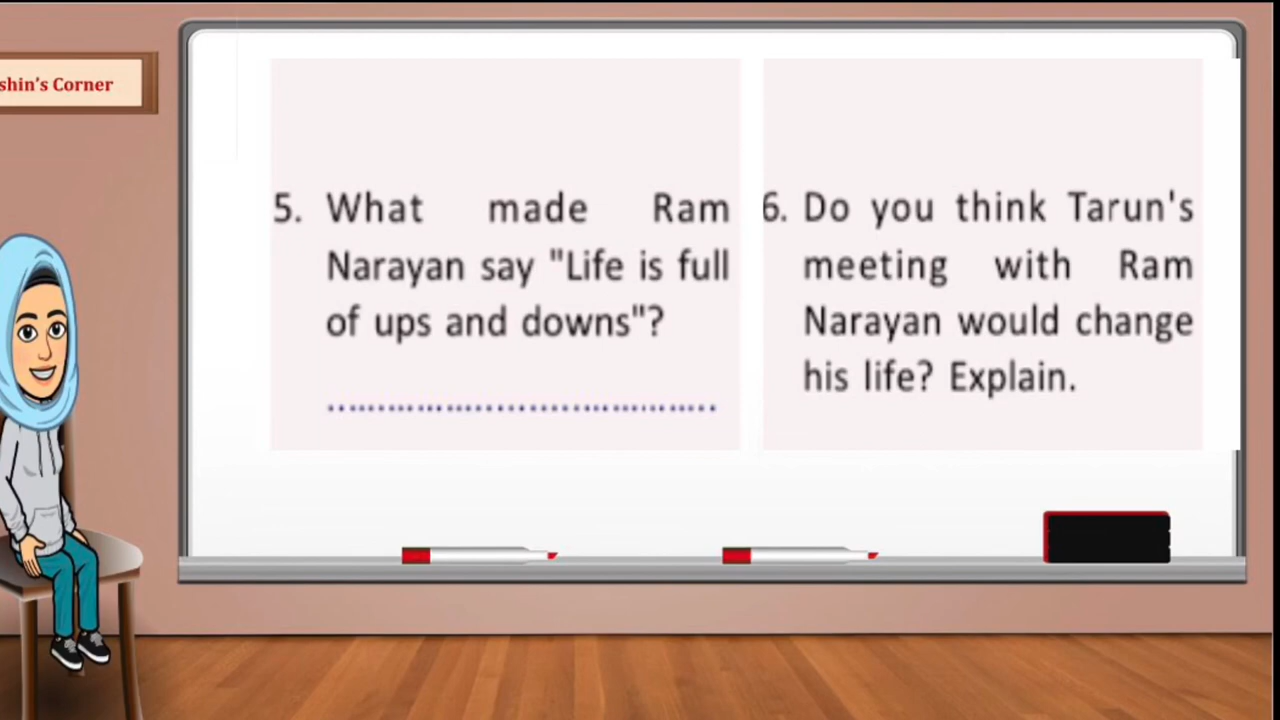 shin's Corner
5. What made Ram
Narayan say "Life is full
of ups and downs"?
6. Do you think Tarun's
meeting with Ram
Narayan would change
his life? Explain.